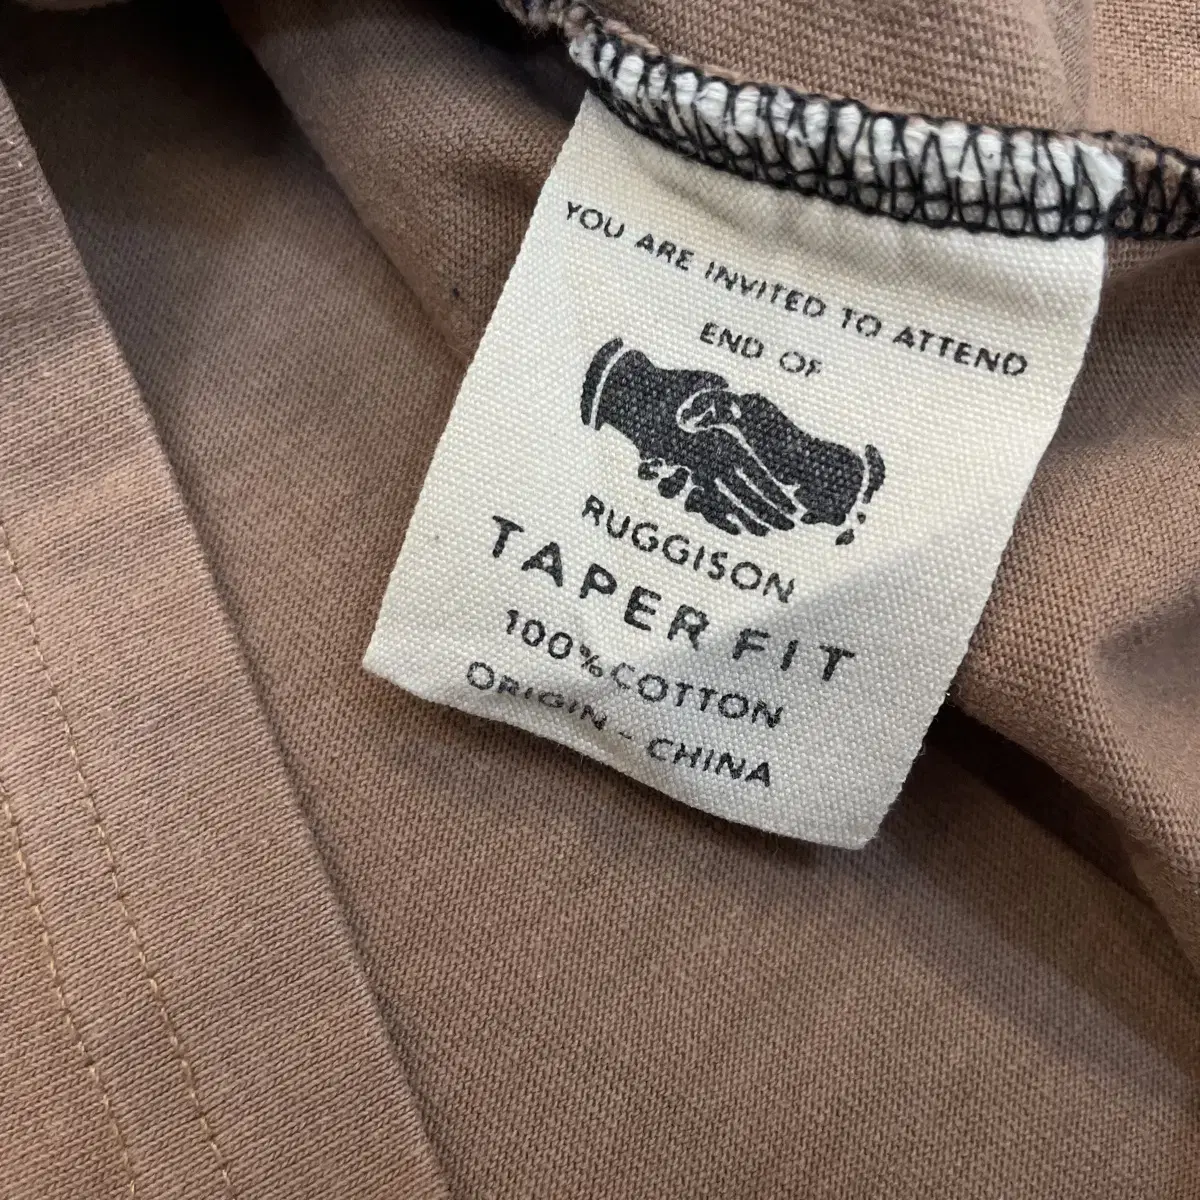 YOU ARE INVITED TO ATTEND
END OF
RUGGISON
TAPER FIT
100% COTTON
ORIGIN - CHINA